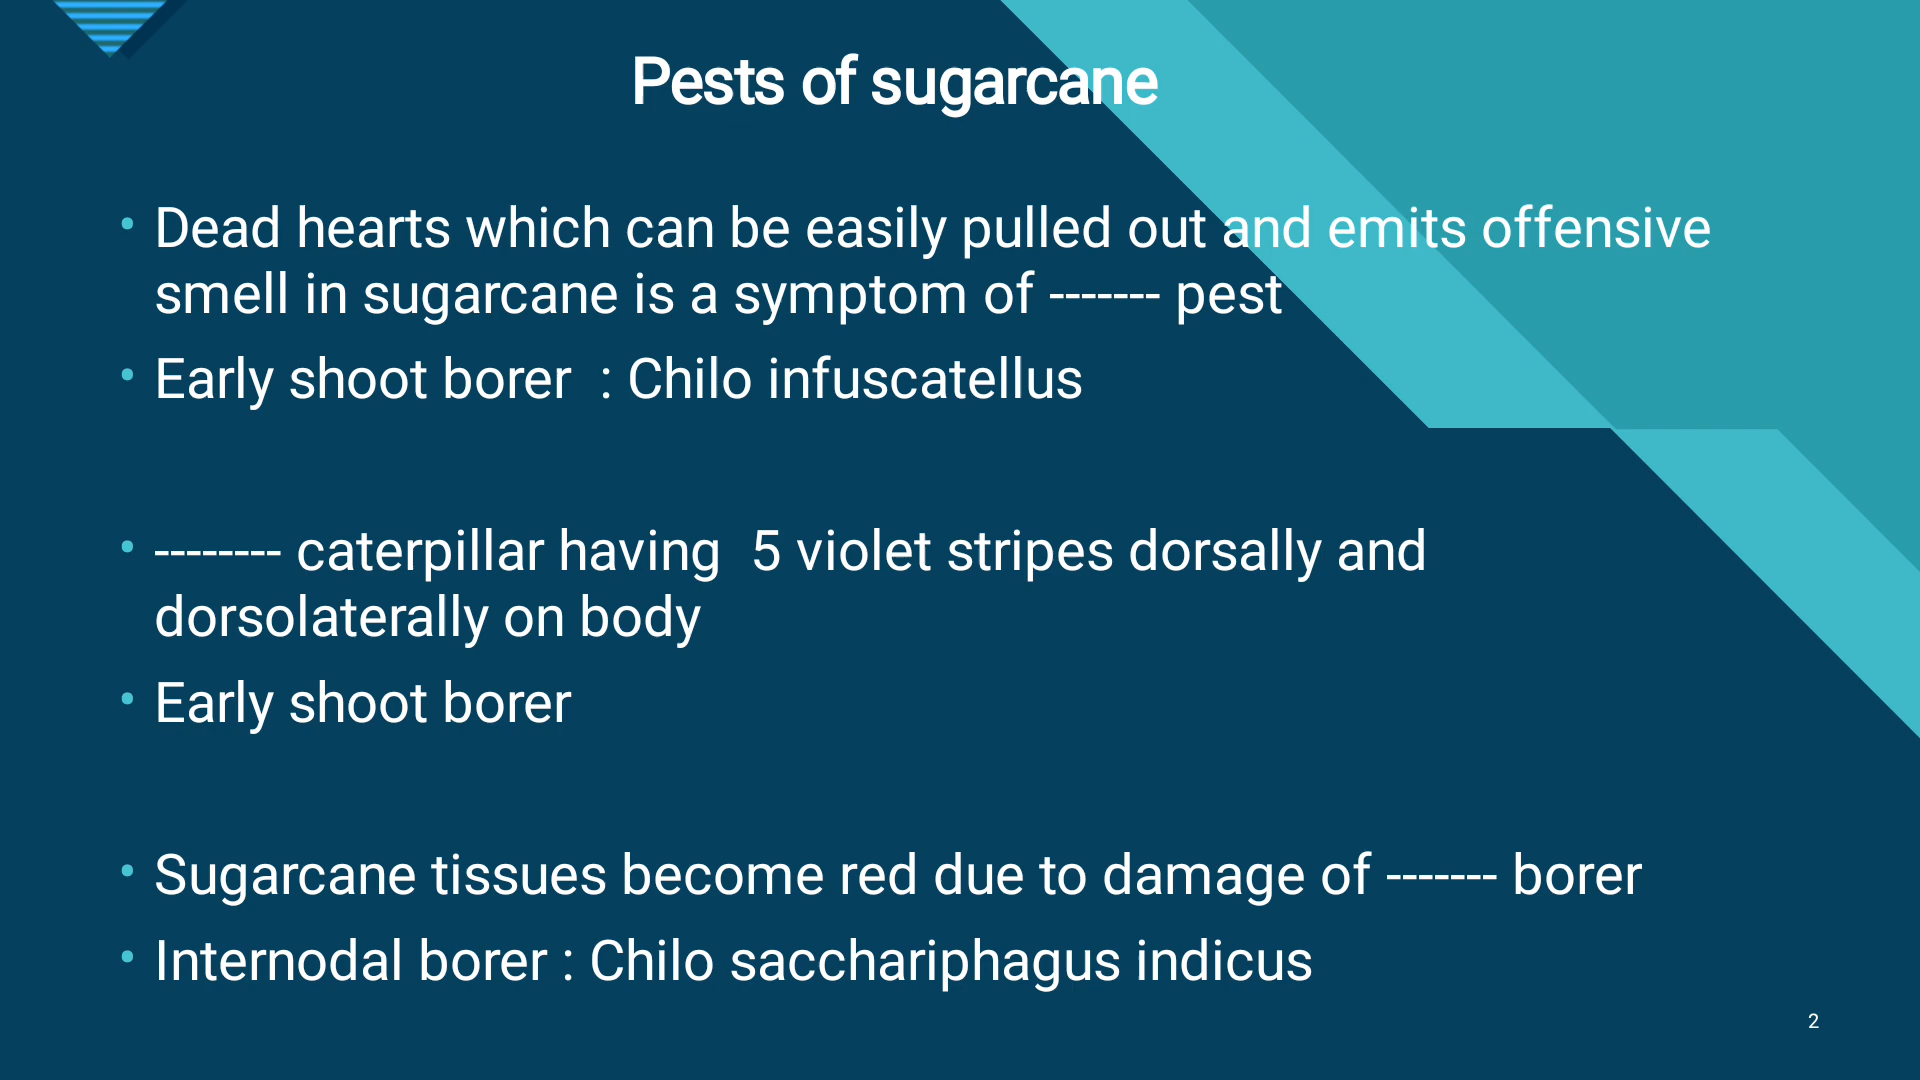 Pests of sugarcane
• Dead hearts which can be easily pulled out and emits offensive
smell in sugarcane is a symptom of ------- pest
• Early shoot borer  : Chilo infuscatellus
• -------- caterpillar having  5 violet stripes dorsally and
dorsolaterally on body
• Early shoot borer
• Sugarcane tissues become red due to damage of ------- borer
• Internodal borer : Chilo sacchariphagus indicus
2